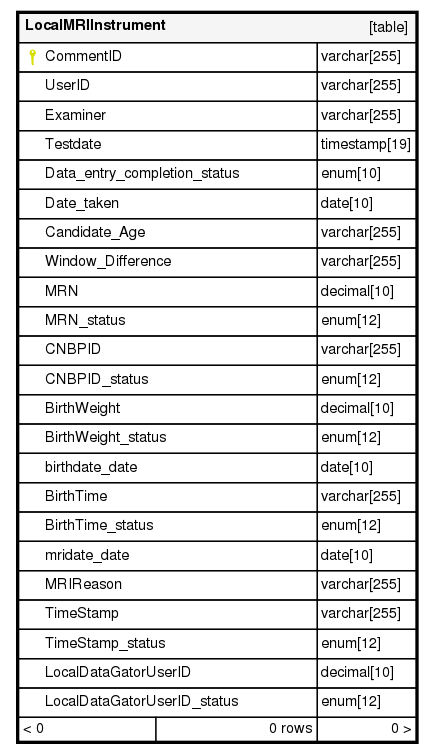 LocalMRIInstrument [table]
CommentID varchar[255]
UserID varchar[255]
Examiner varchar[255]
Testdate timestamp[19]
Data_entry_completion_status enum[10]
Date_taken date[10]
Candidate_Age varchar[255]
Window_Difference varchar[255]
MRN decimal[10]
MRN_status enum[12]
CNBPID varchar[255]
CNBPID_status enum[12]
BirthWeight decimal[10]
BirthWeight_status enum[12]
birthdate_date date[10]
BirthTime varchar[255]
BirthTime_status enum[12]
mridate_date date[10]
MRIReason varchar[255]
TimeStamp varchar[255]
TimeStamp_status enum[12]
LocalDataGatorUserID decimal[10]
LocalDataGatorUserID_status enum[12]
< 0 0 rows 0 >